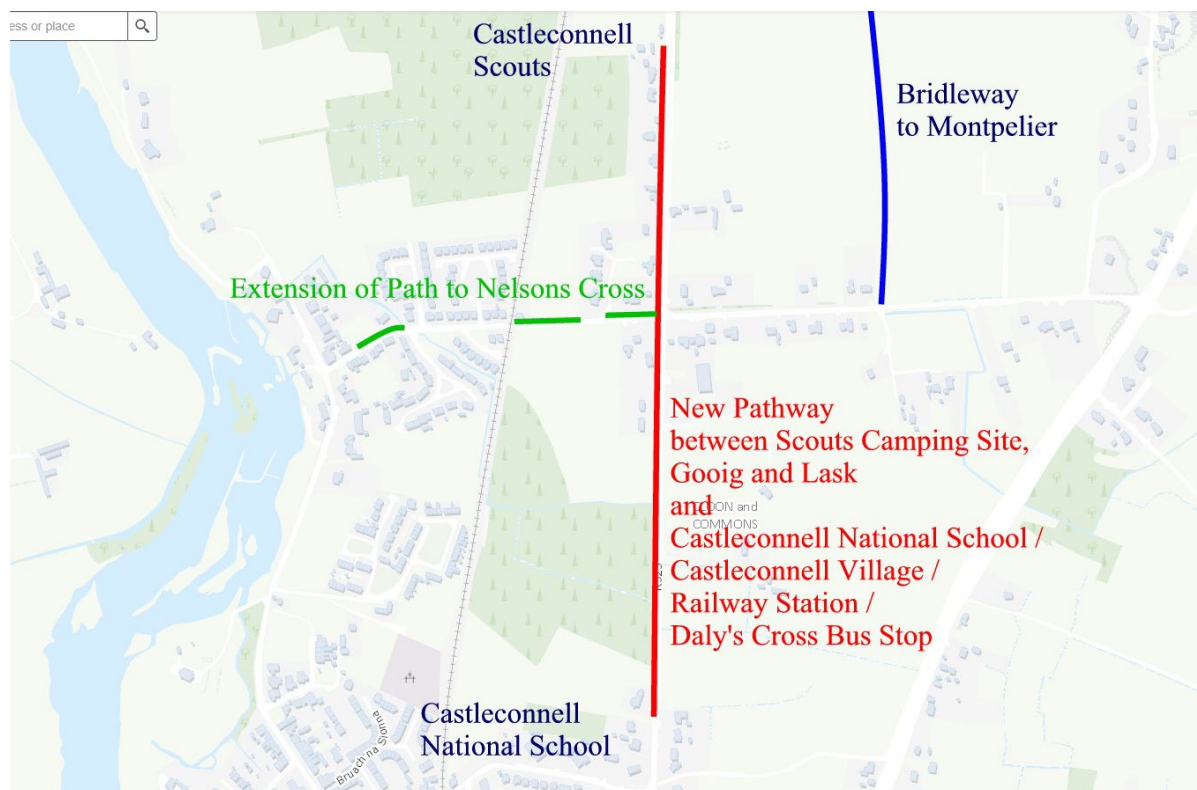 ess or place
Castleconnell
Scouts
Bridleway
to Montpelier
Extension of Path to Nelsons Cross
New Pathway
between Scouts Camping Site,
Gooig and Lask
and
COMMONS
and
Castleconnell National School /
Castleconnell Village /
Railway Station /
Daly's Cross Bus Stop
Castleconnell
National School
Bruach na Sionna